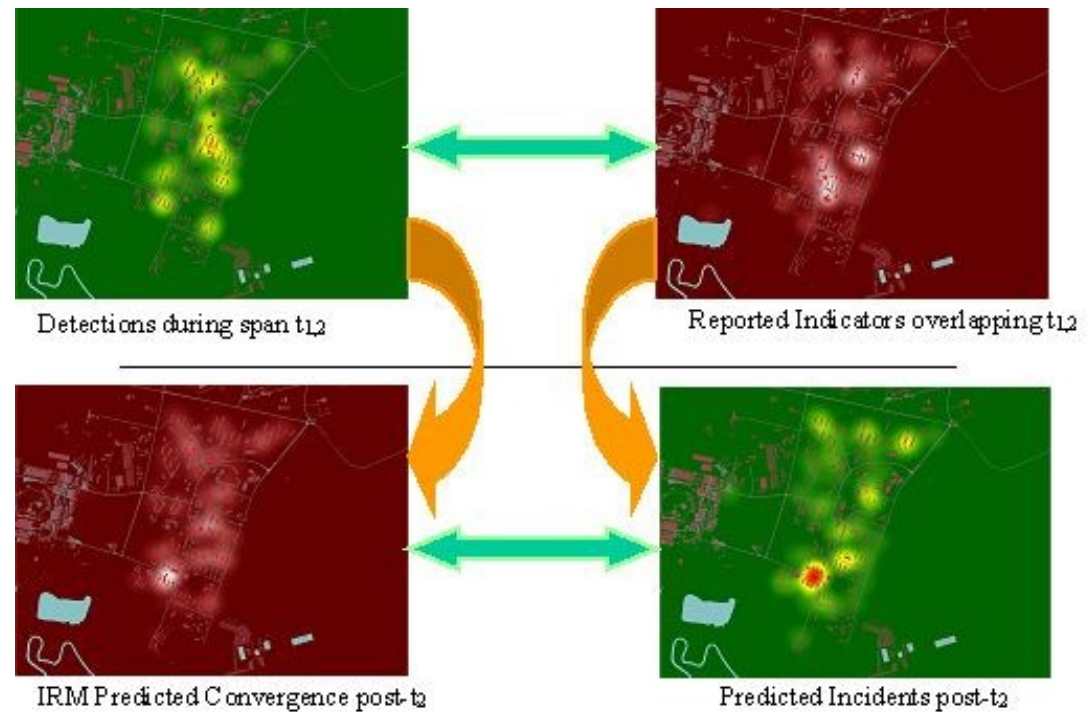 Detections during span t1,2
Reported Indicators overlapping t1,2
IRM Predicted Convergence post-t2
Predicted Incidents post-t2